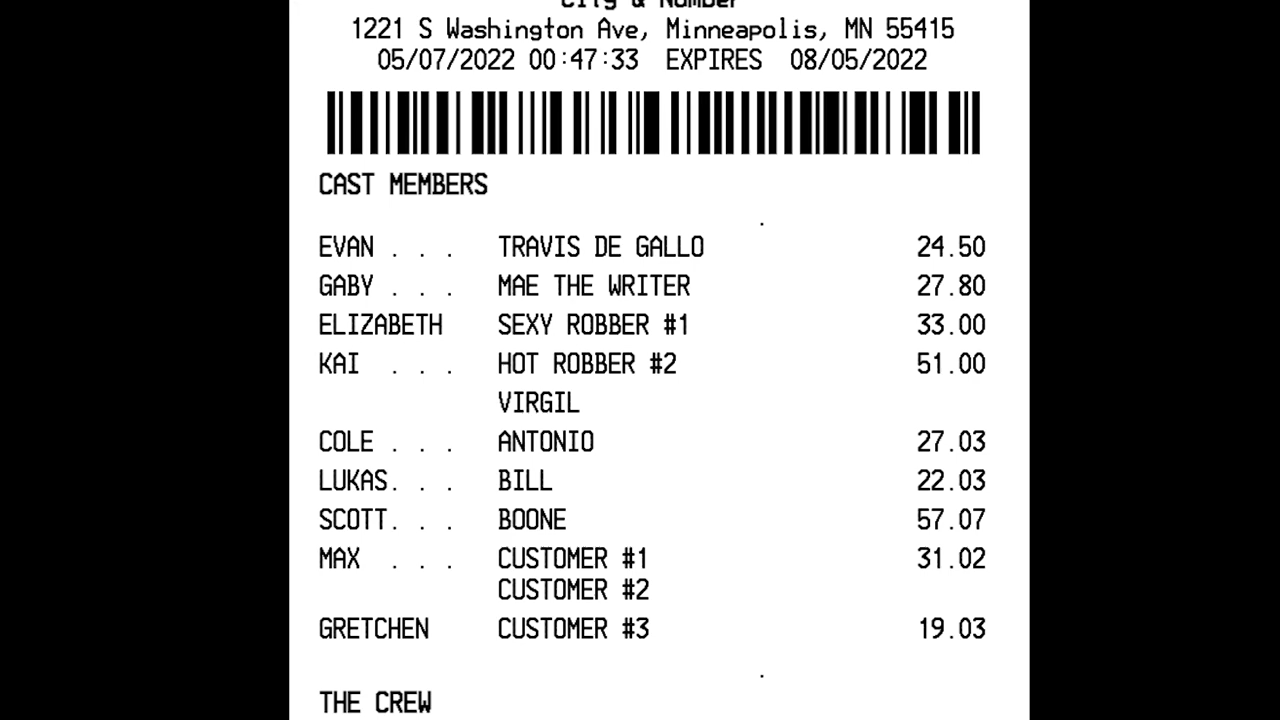 City & Number
1221 S Washington Ave, Minneapolis, MN 55415
05/07/2022 00:47:33 EXPIRES 08/05/2022
CAST MEMBERS
EVAN . . . TRAVIS DE GALLO 24.50
GABY . . . MAE THE WRITER 27.80
ELIZABETH SEXY ROBBER #1 33.00
KAI . . . HOT ROBBER #2 51.00
VIRGIL
COLE . . . ANTONIO 27.03
LUKAS. . . BILL 22.03
SCOTT. . . BOONE 57.07
MAX . . . CUSTOMER #1 31.02
CUSTOMER #2
GRETCHEN CUSTOMER #3 19.03
THE CREW